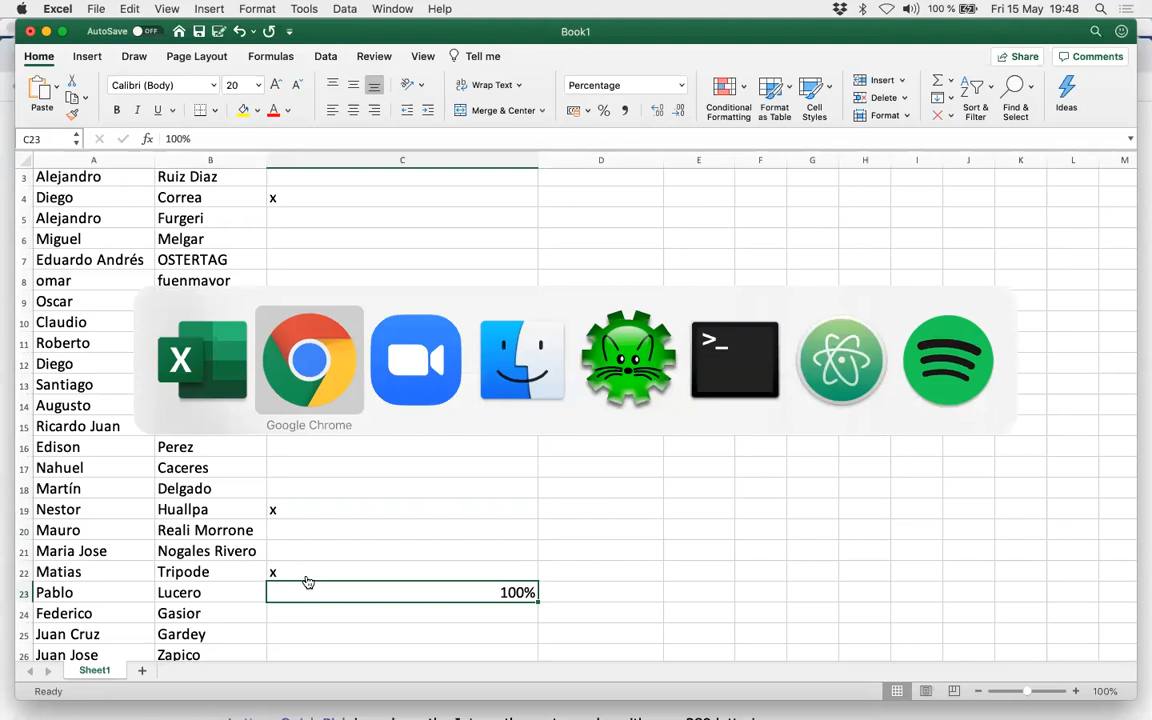 Excel File Edit View Insert Format Tools Data Window Help 100% Fri 15 May 19:48
AutoSave OFF Book1
Home Insert Draw Page Layout Formulas Data Review View Tell me Share Comments
Paste Calibri (Body) 20 Wrap Text Percentage Conditional Formatting Format as Table Cell Styles Insert Sort & Filter Find & Select Ideas
B I U Merge & Center Delete Format
C23 fx 100%
A B C D E F G H I J K L M
3 Alejandro Ruiz Diaz
4 Diego Correa x
5 Alejandro Furgeri
6 Miguel Melgar
7 Eduardo Andrés OSTERTAG
8 omar fuenmayor
9 Oscar
10 Claudio
11 Roberto
12 Diego
13 Santiago
14 Augusto
15 Ricardo Juan
Google Chrome
16 Edison Perez
17 Nahuel Caceres
18 Martín Delgado
19 Nestor Huallpa x
20 Mauro Reali Morrone
21 Maria Jose Nogales Rivero
22 Matias Tripode x
23 Pablo Lucero 100%
24 Federico Gasior
25 Juan Cruz Gardey
26 Juan Jose Zapico
Sheet1
Ready 100%